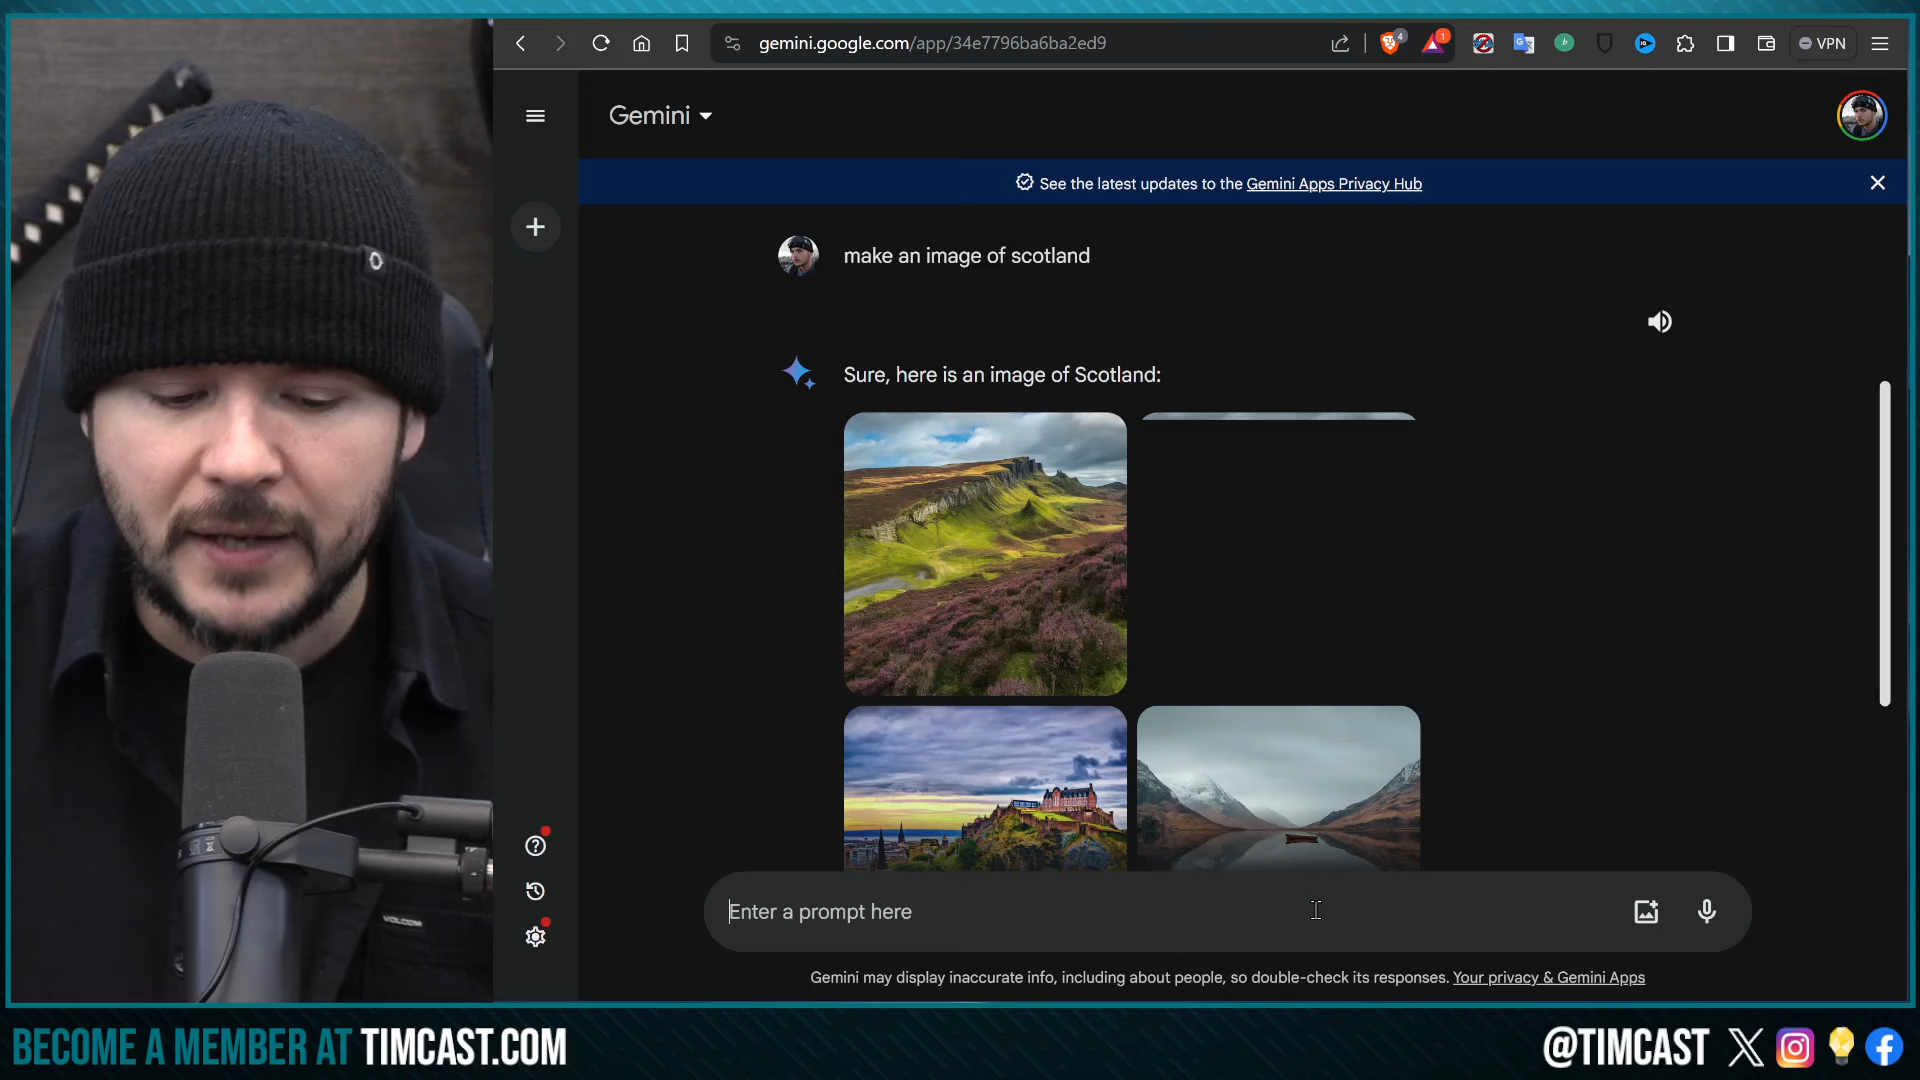 gemini.google.com/app/34e7796ba6ba2ed9
4
1
VPN
Gemini
See the latest updates to the Gemini Apps Privacy Hub
make an image of scotland
Sure, here is an image of Scotland:
Enter a prompt here
Gemini may display inaccurate info, including about people, so double-check its responses. Your privacy & Gemini Apps
VOLCOM
BECOME A MEMBER AT TIMCAST.COM
@TIMCAST